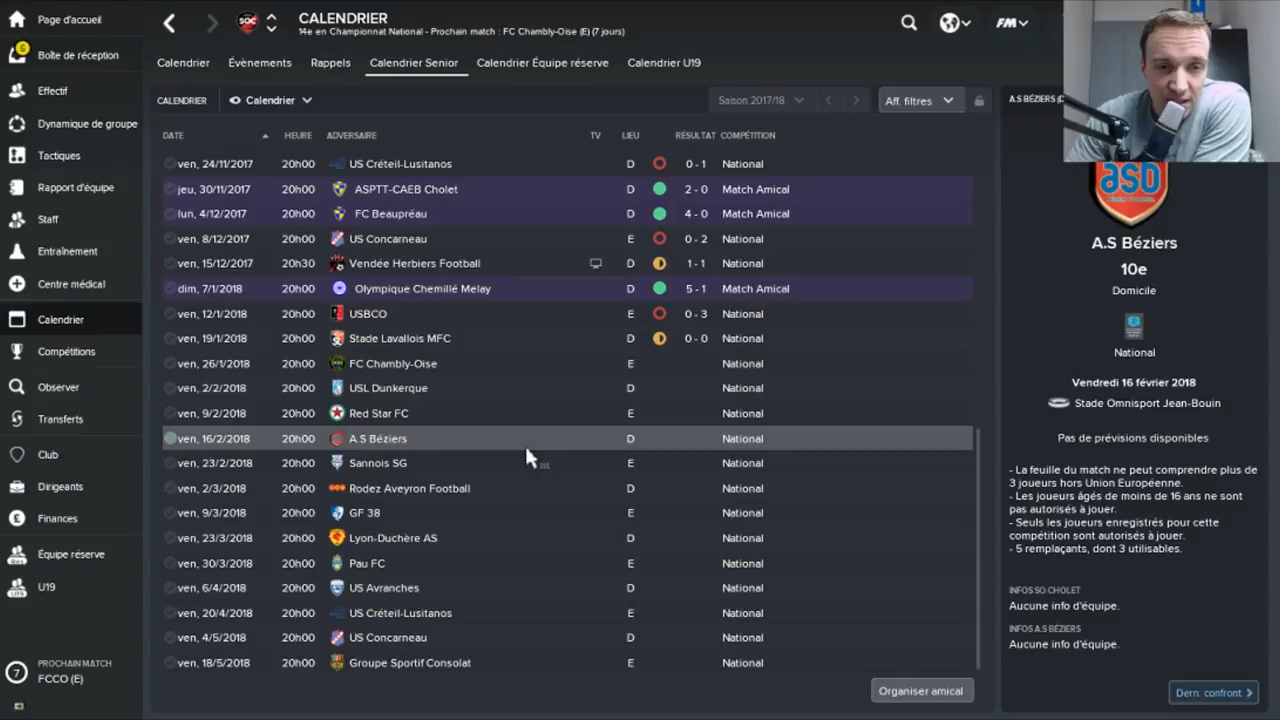 Page d'accueil
6
Boîte de réception
Effectif
Dynamique de groupe
Tactiques
Rapport d'équipe
Staff
Entraînement
Centre médical
Calendrier
Compétitions
Observer
Transferts
Club
Dirigeants
Finances
Équipe réserve
U19
7
PROCHAIN MATCH
FCCO (E)
SOC
CALENDRIER
14e en Championnat National - Prochain match : FC Chambly-Oise (E) (7 jours)
FM
Calendrier Évènements Rappels Calendrier Senior Calendrier Équipe réserve Calendrier U19
CALENDRIER Calendrier Saison 2017/18 Aff. filtres
DATE HEURE ADVERSAIRE TV LIEU RÉSULTAT COMPÉTITION
ven, 24/11/2017 20h00 US Créteil-Lusitanos D 0 - 1 National
jeu, 30/11/2017 20h00 ASPTT-CAEB Cholet D 2 - 0 Match Amical
lun, 4/12/2017 20h00 FC Beaupréau D 4 - 0 Match Amical
ven, 8/12/2017 20h00 US Concarneau E 0 - 2 National
ven, 15/12/2017 20h30 Vendée Herbiers Football D 1 - 1 National
dim, 7/1/2018 20h00 Olympique Chemillé Melay D 5 - 1 Match Amical
ven, 12/1/2018 20h00 USBCO E 0 - 3 National
ven, 19/1/2018 20h00 Stade Lavallois MFC D 0 - 0 National
ven, 26/1/2018 20h00 FC Chambly-Oise E National
ven, 2/2/2018 20h00 USL Dunkerque D National
ven, 9/2/2018 20h00 Red Star FC E National
ven, 16/2/2018 20h00 A.S Béziers D National
ven, 23/2/2018 20h00 Sannois SG E National
ven, 2/3/2018 20h00 Rodez Aveyron Football D National
ven, 9/3/2018 20h00 GF 38 E National
ven, 23/3/2018 20h00 Lyon-Duchère AS D National
ven, 30/3/2018 20h00 Pau FC E National
ven, 6/4/2018 20h00 US Avranches D National
ven, 20/4/2018 20h00 US Créteil-Lusitanos E National
ven, 4/5/2018 20h00 US Concarneau D National
ven, 18/5/2018 20h00 Groupe Sportif Consolat E National
Organiser amical
asb
A.S Béziers
10e
Domicile
National
Vendredi 16 février 2018
Stade Omnisport Jean-Bouin
Pas de prévisions disponibles
- La feuille du match ne peut comprendre plus de
3 joueurs hors Union Européenne.
- Les joueurs âgés de moins de 16 ans ne sont
pas autorisés à jouer.
- Seuls les joueurs enregistrés pour cette
compétition sont autorisés à jouer.
- 5 remplaçants, dont 3 utilisables.
INFOS SO CHOLET
Aucune info d'équipe.
INFOS A.S BÉZIERS
Aucune info d'équipe.
Dern. confront